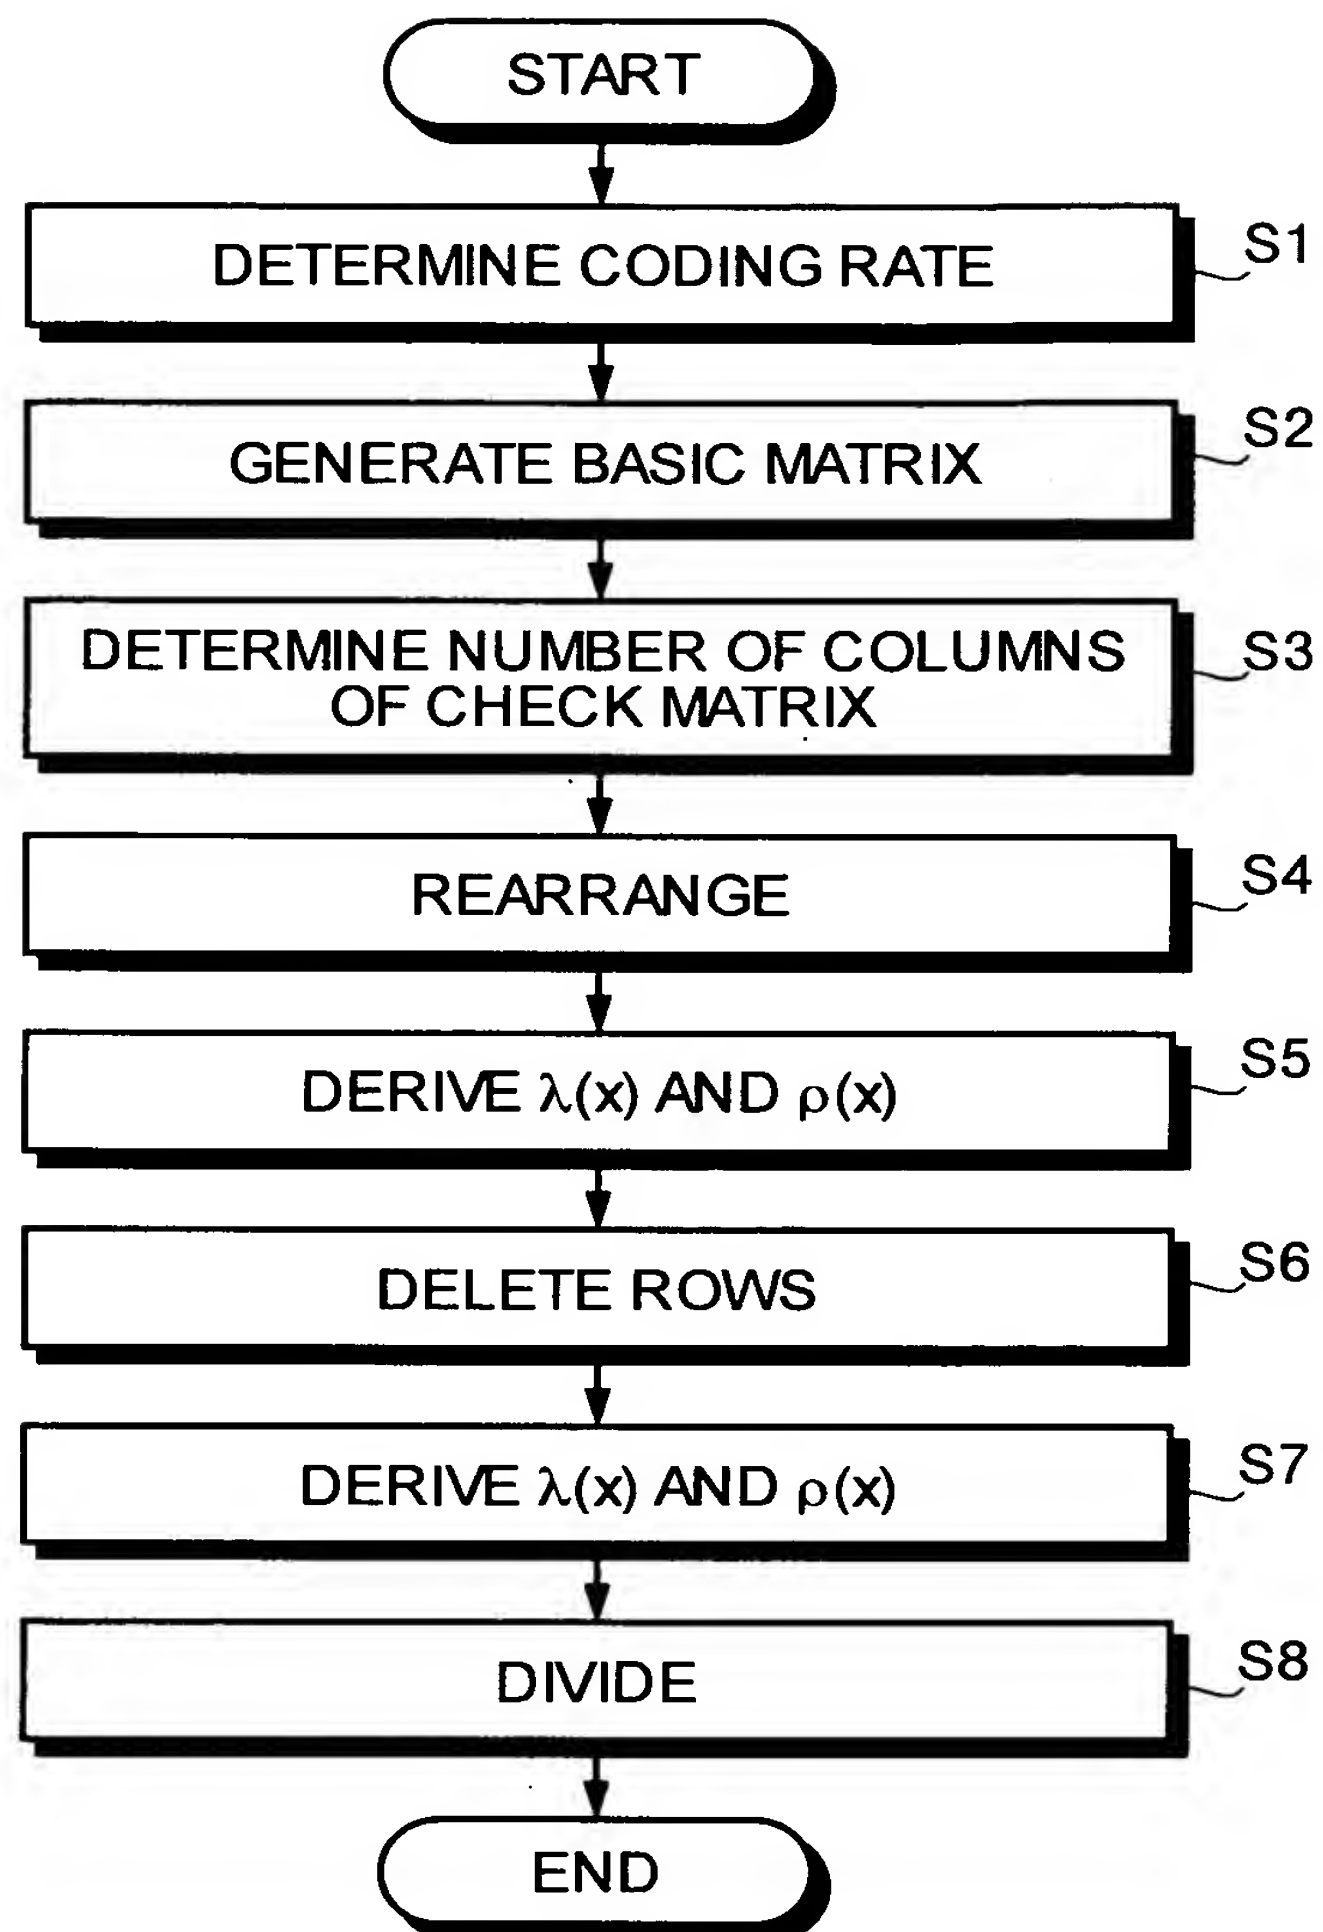 START
DETERMINE CODING RATE
S1
GENERATE BASIC MATRIX
S2
DETERMINE NUMBER OF COLUMNS
OF CHECK MATRIX
S3
REARRANGE
S4
DERIVE λ(x) AND ρ(x)
S5
DELETE ROWS
S6
DERIVE λ(x) AND ρ(x)
S7
DIVIDE
S8
END